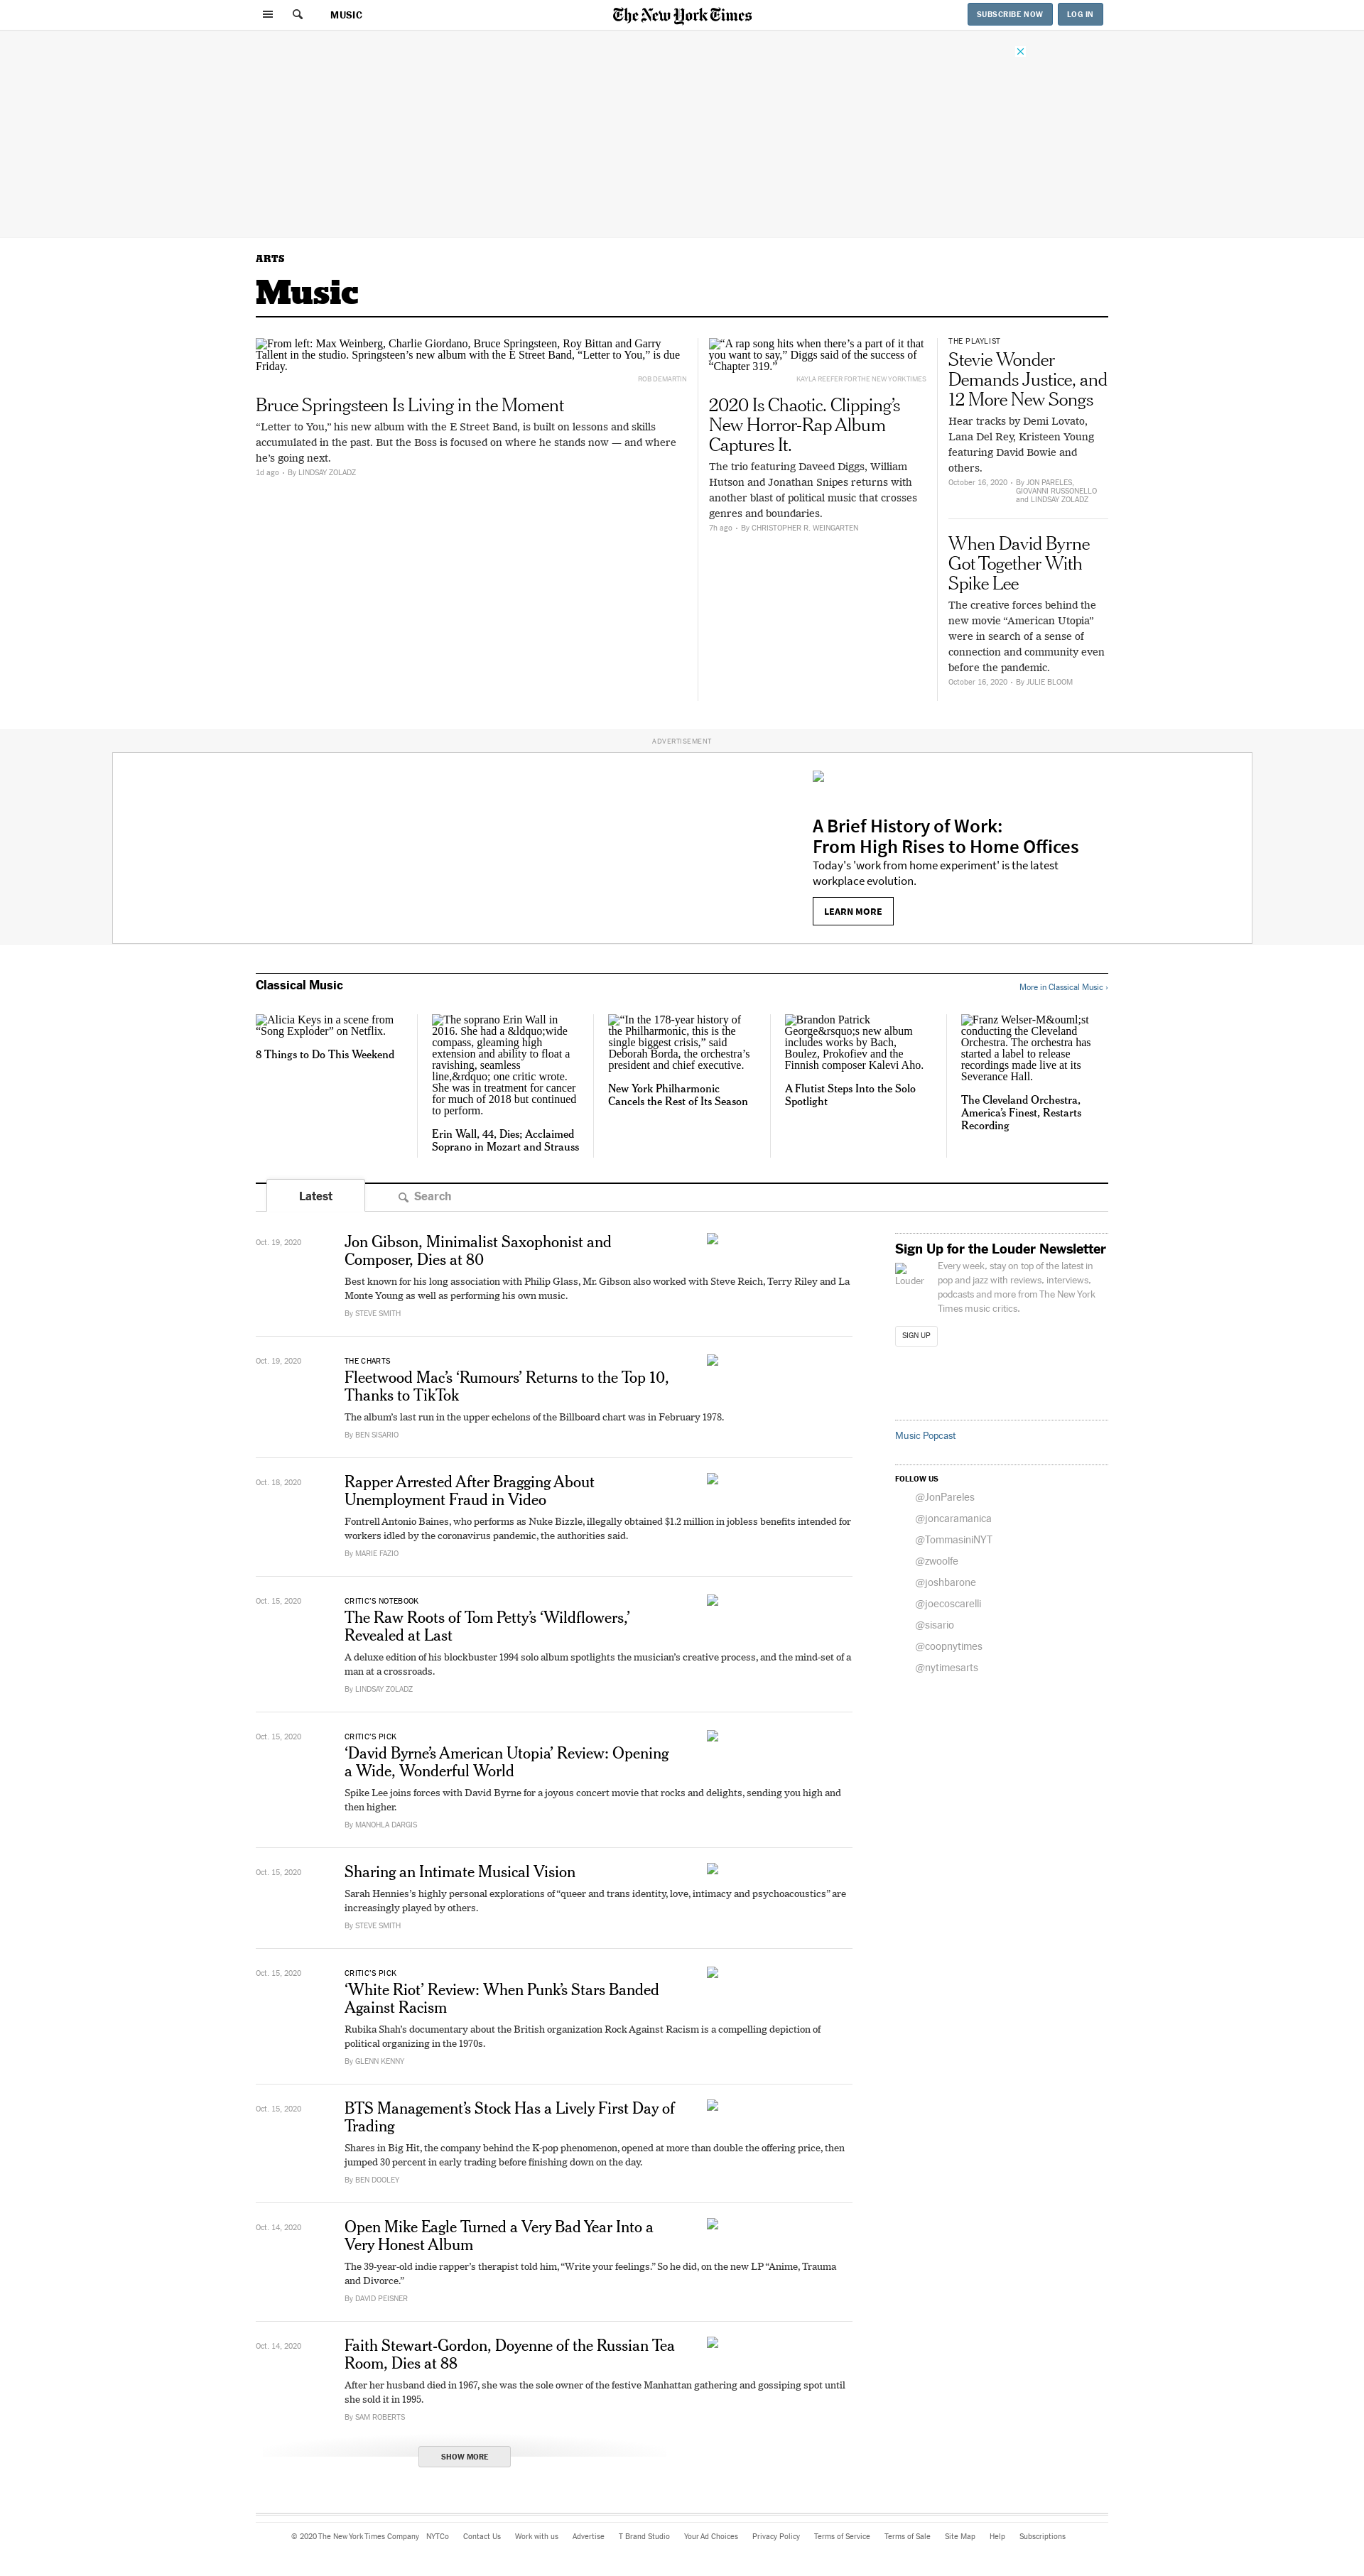 MUSIC
The New York Times
SUBSCRIBE NOW
LOG IN
ARTS
Music
From left: Max Weinberg, Charlie Giordano, Bruce Springsteen, Roy Bittan and Garry
Tallent in the studio. Springsteen's new album with the E Street Band, “Letter to You,” is due
Friday.
ROB DEMARTIN
Bruce Springsteen Is Living in the Moment
“Letter to You,” his new album with the E Street Band, is built on lessons and skills
accumulated in the past. But the Boss is focused on where he stands now — and where
he’s going next.
1d ago • By LINDSAY ZOLADZ
“A rap song hits when there’s a part of it that
you want to say,” Diggs said of the success of
“Chapter 319.”
KAYLA REEFER FOR THE NEW YORK TIMES
2020 Is Chaotic. Clipping’s
New Horror-Rap Album
Captures It.
The trio featuring Daveed Diggs, William
Hutson and Jonathan Snipes returns with
another blast of political music that crosses
genres and boundaries.
7h ago • By CHRISTOPHER R. WEINGARTEN
THE PLAYLIST
Stevie Wonder
Demands Justice, and
12 More New Songs
Hear tracks by Demi Lovato,
Lana Del Rey, Kristeen Young
featuring David Bowie and
others.
October 16, 2020 • By JON PARELES,
GIOVANNI RUSSONELLO
and LINDSAY ZOLADZ
When David Byrne
Got Together With
Spike Lee
The creative forces behind the
new movie “American Utopia”
were in search of a sense of
connection and community even
before the pandemic.
October 16, 2020 • By JULIE BLOOM
ADVERTISEMENT
A Brief History of Work:
From High Rises to Home Offices
Today's 'work from home experiment' is the latest
workplace evolution.
LEARN MORE
Classical Music
More in Classical Music ›
Alicia Keys in a scene from
“Song Exploder” on Netflix.
8 Things to Do This Weekend
The soprano Erin Wall in
2016. She had a &ldquo;wide
compass, gleaming high
extension and ability to float a
ravishing, seamless
line,&rdquo; one critic wrote.
She was in treatment for cancer
for much of 2018 but continued
to perform.
Erin Wall, 44, Dies; Acclaimed
Soprano in Mozart and Strauss
“In the 178-year history of
the Philharmonic, this is the
single biggest crisis,” said
Deborah Borda, the orchestra’s
president and chief executive.
New York Philharmonic
Cancels the Rest of Its Season
Brandon Patrick
George&rsquo;s new album
includes works by Bach,
Boulez, Prokofiev and the
Finnish composer Kalevi Aho.
A Flutist Steps Into the Solo
Spotlight
Franz Welser-M&ouml;st
conducting the Cleveland
Orchestra. The orchestra has
started a label to release
recordings made live at its
Severance Hall.
The Cleveland Orchestra,
America’s Finest, Restarts
Recording
Latest
Search
Oct. 19, 2020
Jon Gibson, Minimalist Saxophonist and
Composer, Dies at 80
Best known for his long association with Philip Glass, Mr. Gibson also worked with Steve Reich, Terry Riley and La
Monte Young as well as performing his own music.
By STEVE SMITH
Oct. 19, 2020
THE CHARTS
Fleetwood Mac’s ‘Rumours’ Returns to the Top 10,
Thanks to TikTok
The album’s last run in the upper echelons of the Billboard chart was in February 1978.
By BEN SISARIO
Oct. 18, 2020
Rapper Arrested After Bragging About
Unemployment Fraud in Video
Fontrell Antonio Baines, who performs as Nuke Bizzle, illegally obtained $1.2 million in jobless benefits intended for
workers idled by the coronavirus pandemic, the authorities said.
By MARIE FAZIO
Oct. 15, 2020
CRITIC’S NOTEBOOK
The Raw Roots of Tom Petty’s ‘Wildflowers,’
Revealed at Last
A deluxe edition of his blockbuster 1994 solo album spotlights the musician’s creative process, and the mind-set of a
man at a crossroads.
By LINDSAY ZOLADZ
Oct. 15, 2020
CRITIC’S PICK
‘David Byrne’s American Utopia’ Review: Opening
a Wide, Wonderful World
Spike Lee joins forces with David Byrne for a joyous concert movie that rocks and delights, sending you high and
then higher.
By MANOHLA DARGIS
Oct. 15, 2020
Sharing an Intimate Musical Vision
Sarah Hennies’s highly personal explorations of “queer and trans identity, love, intimacy and psychoacoustics” are
increasingly played by others.
By STEVE SMITH
Oct. 15, 2020
CRITIC’S PICK
‘White Riot’ Review: When Punk’s Stars Banded
Against Racism
Rubika Shah’s documentary about the British organization Rock Against Racism is a compelling depiction of
political organizing in the 1970s.
By GLENN KENNY
Oct. 15, 2020
BTS Management’s Stock Has a Lively First Day of
Trading
Shares in Big Hit, the company behind the K-pop phenomenon, opened at more than double the offering price, then
jumped 30 percent in early trading before finishing down on the day.
By BEN DOOLEY
Oct. 14, 2020
Open Mike Eagle Turned a Very Bad Year Into a
Very Honest Album
The 39-year-old indie rapper’s therapist told him, “Write your feelings.” So he did, on the new LP “Anime, Trauma
and Divorce.”
By DAVID PEISNER
Oct. 14, 2020
Faith Stewart-Gordon, Doyenne of the Russian Tea
Room, Dies at 88
After her husband died in 1967, she was the sole owner of the festive Manhattan gathering and gossiping spot until
she sold it in 1995.
By SAM ROBERTS
SHOW MORE
Sign Up for the Louder Newsletter
Louder
Every week, stay on top of the latest in
pop and jazz with reviews, interviews,
podcasts and more from The New York
Times music critics.
SIGN UP
Music Popcast
FOLLOW US
@JonPareles
@joncaramanica
@TommasiniNYT
@zwoolfe
@joshbarone
@joecoscarelli
@sisario
@coopnytimes
@nytimesarts
© 2020 The New York Times Company NYTCo Contact Us Work with us Advertise T Brand Studio Your Ad Choices Privacy Policy Terms of Service Terms of Sale Site Map Help Subscriptions